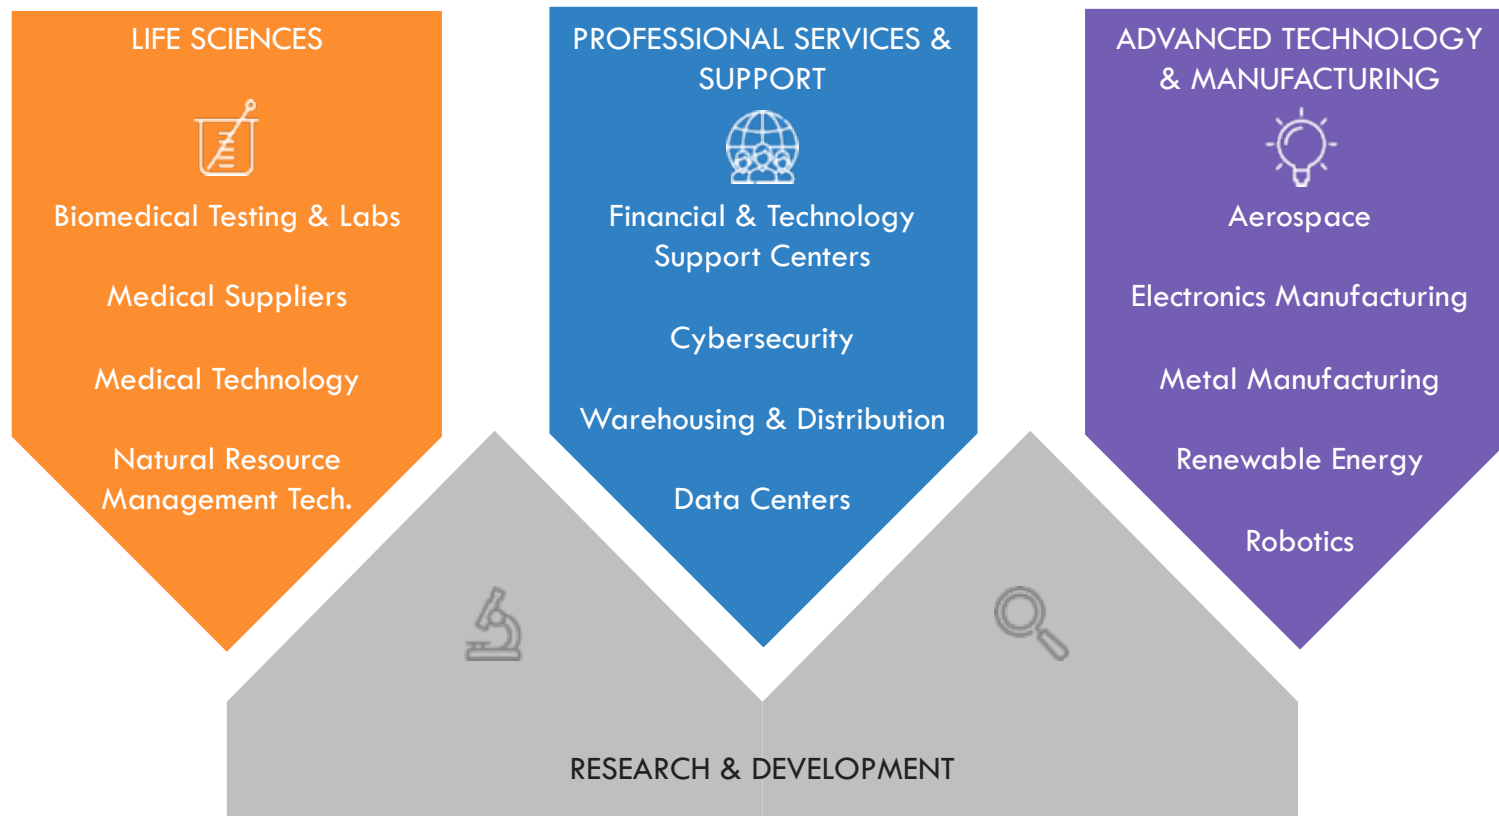 LIFE SCIENCES
Biomedical Testing & Labs
Medical Suppliers
Medical Technology
Natural Resource
Management Tech.
PROFESSIONAL SERVICES &
SUPPORT
Financial & Technology
Support Centers
Cybersecurity
Warehousing & Distribution
Data Centers
ADVANCED TECHNOLOGY
& MANUFACTURING
Aerospace
Electronics Manufacturing
Metal Manufacturing
Renewable Energy
Robotics
RESEARCH & DEVELOPMENT